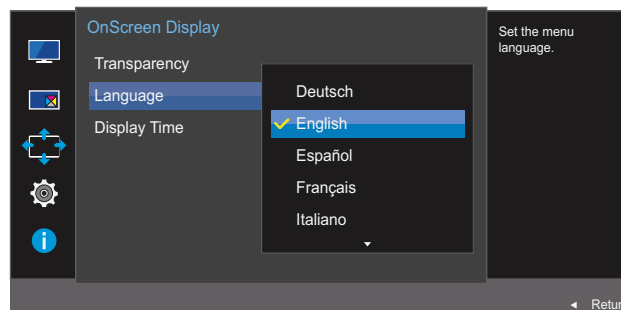 OnScreen Display
Transparency
Language
Display Time
Deutsch
English
Español
Français
Italiano
Set the menu
language.
Retur